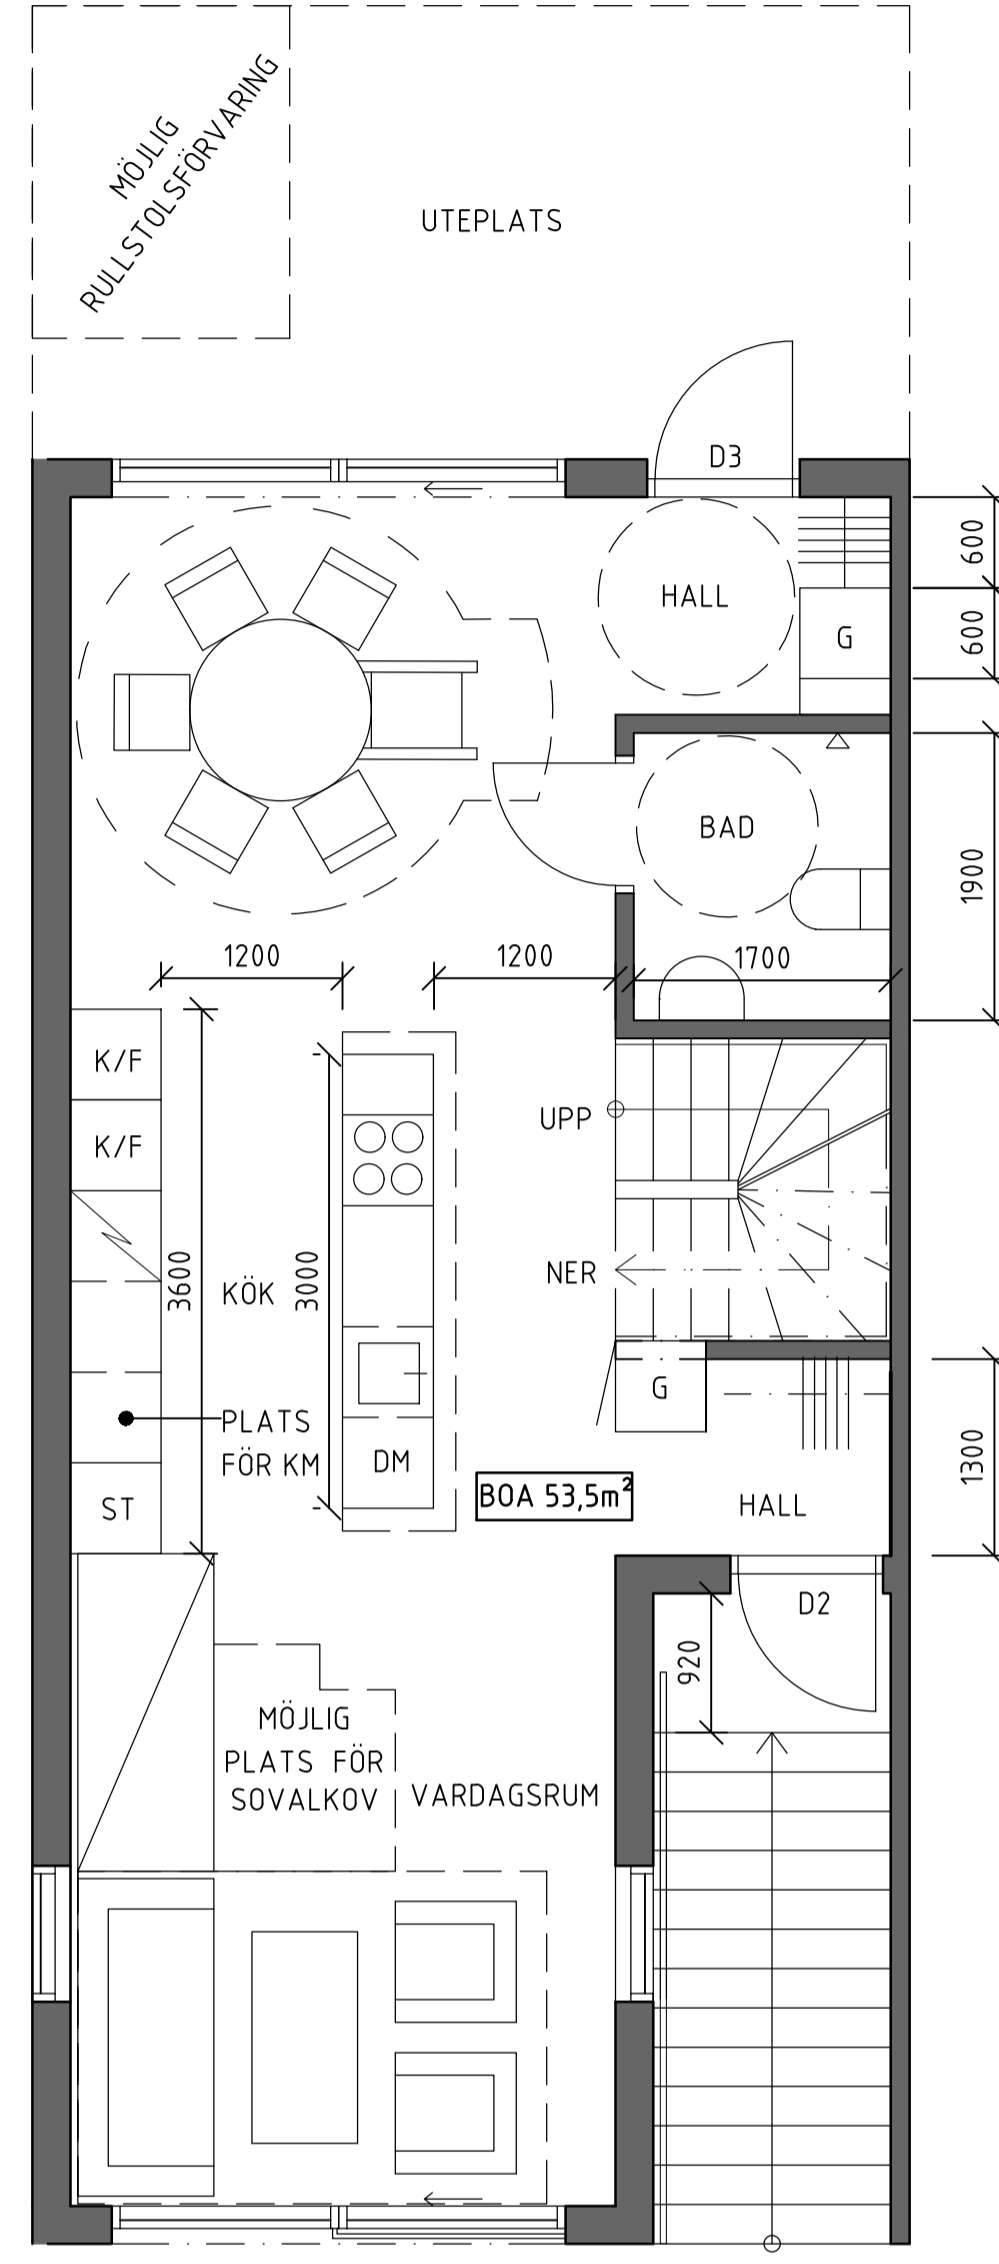 MÖJLIG
RULLSTOLSFÖRVARING
UTEPLATS
D3
HALL
600
G
600
BAD
1900
1200
1200
1700
K/F
K/F
UPP
3600
KÖK
3000
NER
G
PLATS
FÖR KM
DM
BOA 53,5m²
ST
HALL
1300
D2
920
MÖJLIG
PLATS FÖR
SOVALKOV
VARDAGSRUM